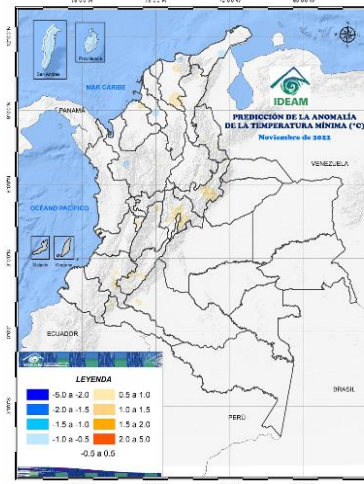 San Andrés
Providencia
MAR CARIBE
PANAMÁ
IDEAM
PREDICCIÓN DE LA ANOMALÍA
DE LA TEMPERATURA MÍNIMA (°C)
Noviembre de 2022
VENEZUELA
OCÉANO PACÍFICO
Malpelo
Gorgona
ECUADOR
BRASIL
PERÚ
LEYENDA
-5.0 a -2.0 0.5 a 1.0
-2.0 a -1.5 1.0 a 1.5
-1.5 a -1.0 1.5 a 2.0
-1.0 a -0.5 2.0 a 5.0
-0.5 a 0.5